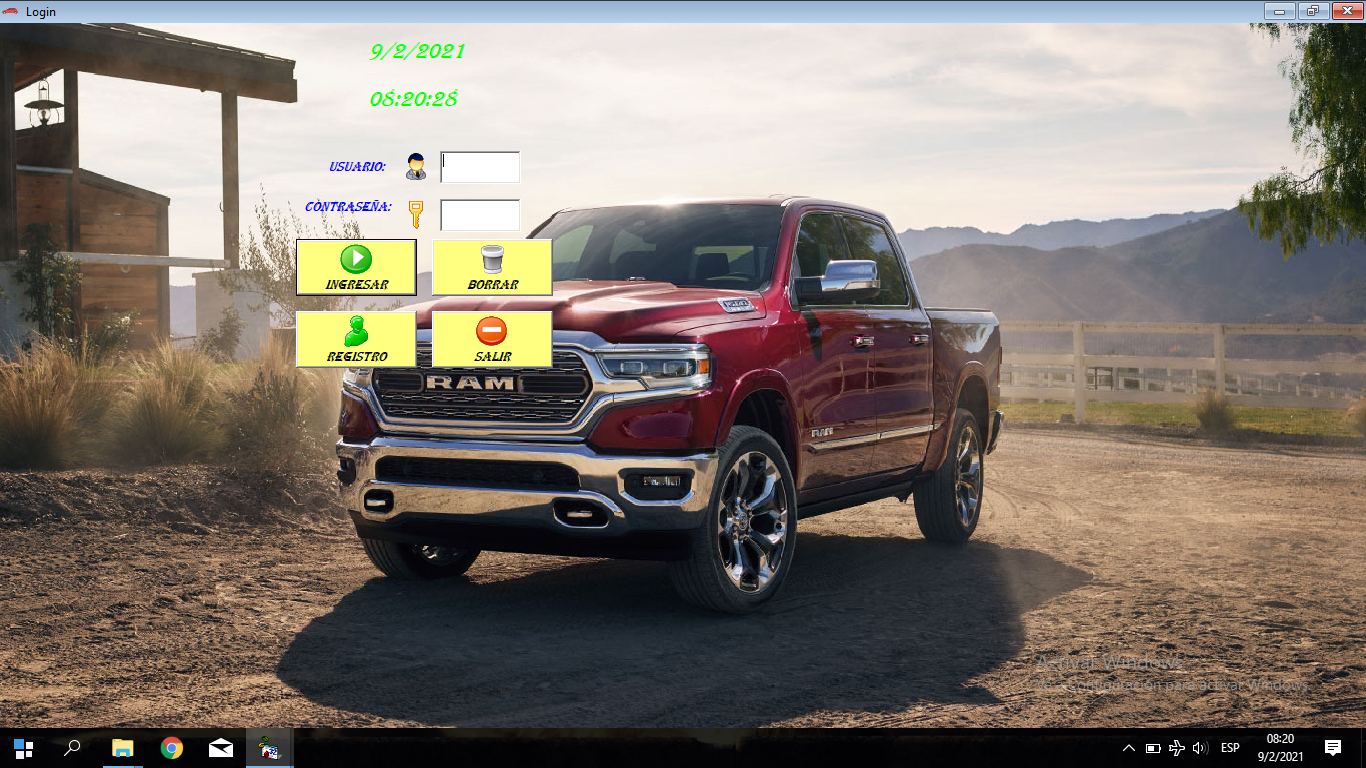 Login
9/2/2021
08:20:28
USUARIO:
CONTRASEÑA:
INGRESAR
BORRAR
REGISTRO
SALIR
RAM
RAM
Activar Windows
Configuración para activar Windows.
ESP
08:20
9/2/2021